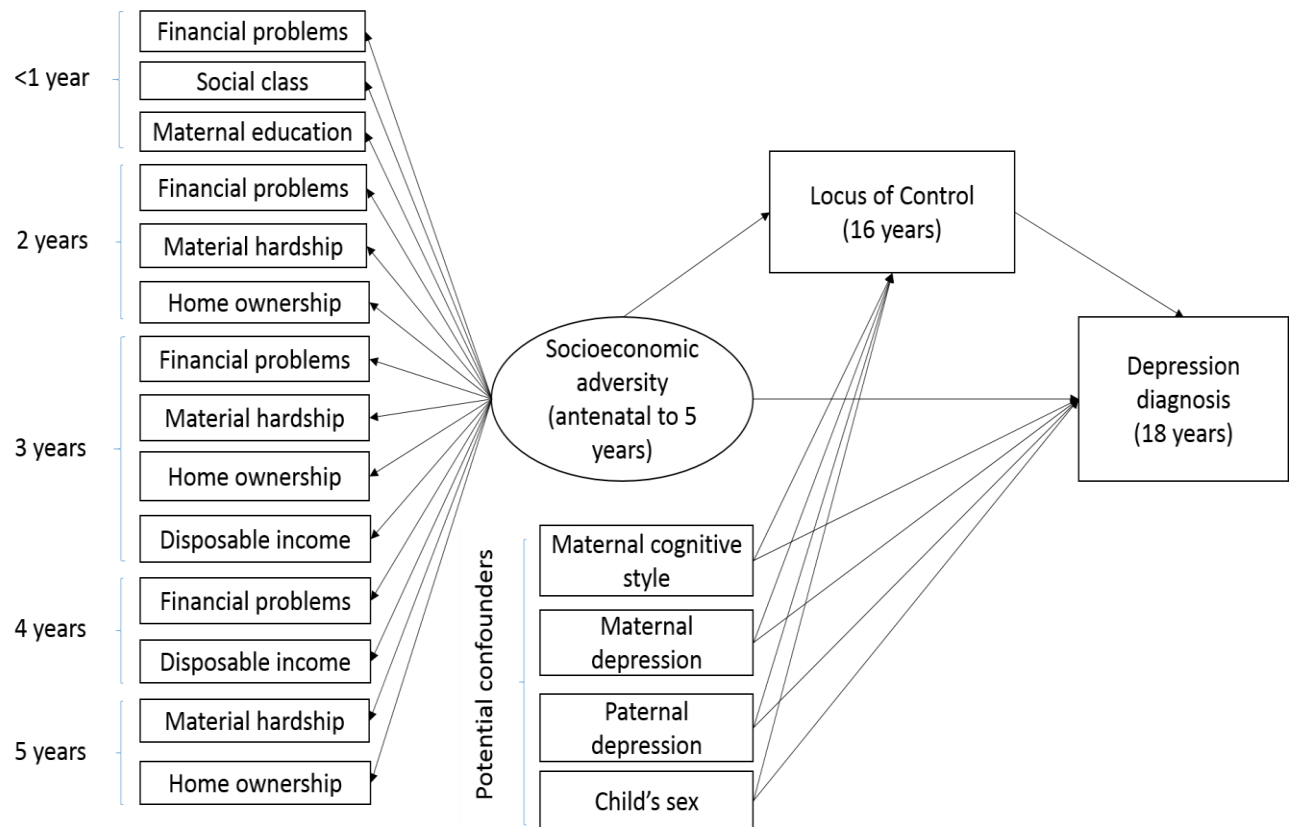 <1 year
Financial problems
Social class
Maternal education
2 years
Financial problems
Material hardship
Home ownership
3 years
Financial problems
Material hardship
Home ownership
Disposable income
4 years
Financial problems
Disposable income
5 years
Material hardship
Home ownership
Socioeconomic
adversity
(antenatal to 5
years)
Locus of Control
(16 years)
Depression
diagnosis
(18 years)
Potential confounders
Maternal cognitive
style
Maternal
depression
Paternal
depression
Child's sex